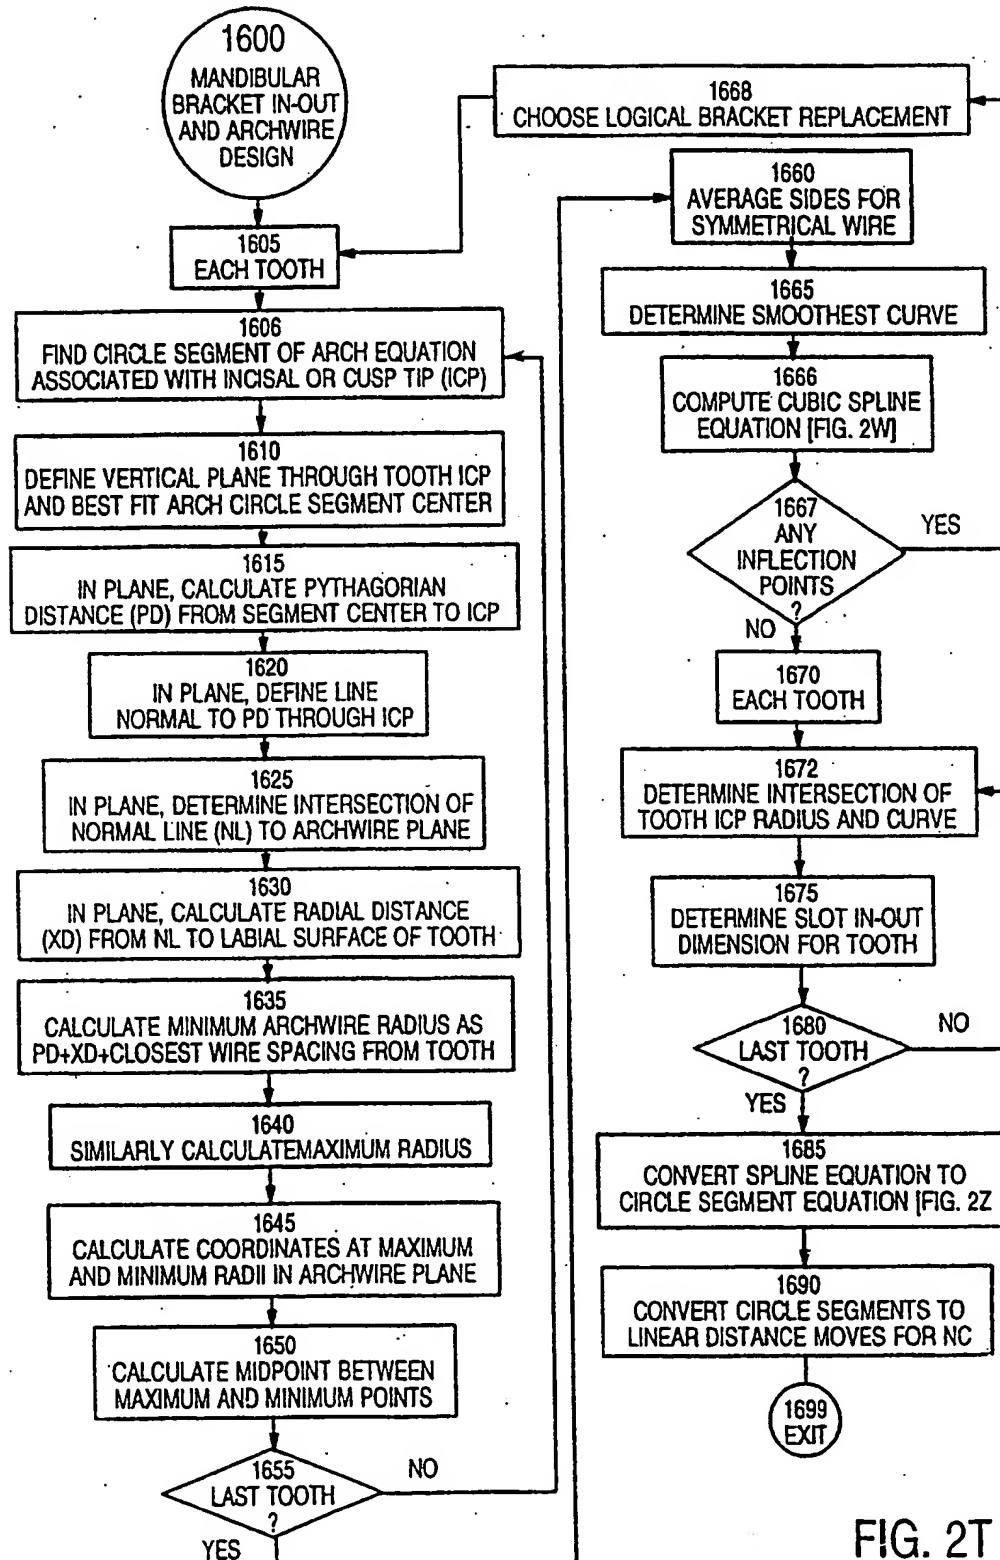 1600
MANDIBULAR
BRACKET IN-OUT
AND ARCHWIRE
DESIGN
1605
EACH TOOTH
1606
FIND CIRCLE SEGMENT OF ARCH EQUATION
ASSOCIATED WITH INCISAL OR CUSP TIP (ICP)
1610
DEFINE VERTICAL PLANE THROUGH TOOTH ICP
AND BEST FIT ARCH CIRCLE SEGMENT CENTER
1615
IN PLANE, CALCULATE PYTHAGORIAN
DISTANCE (PD) FROM SEGMENT CENTER TO ICP
1620
IN PLANE, DEFINE LINE
NORMAL TO PD THROUGH ICP
1625
IN PLANE, DETERMINE INTERSECTION OF
NORMAL LINE (NL) TO ARCHWIRE PLANE
1630
IN PLANE, CALCULATE RADIAL DISTANCE
(XD) FROM NL TO LABIAL SURFACE OF TOOTH
1635
CALCULATE MINIMUM ARCHWIRE RADIUS AS
PD+XD+CLOSEST WIRE SPACING FROM TOOTH
1640
SIMILARLY CALCULATEMAXIMUM RADIUS
1645
CALCULATE COORDINATES AT MAXIMUM
AND MINIMUM RADII IN ARCHWIRE PLANE
1650
CALCULATE MIDPOINT BETWEEN
MAXIMUM AND MINIMUM POINTS
1655
LAST TOOTH
?
NO
YES
1668
CHOOSE LOGICAL BRACKET REPLACEMENT
1660
AVERAGE SIDES FOR
SYMMETRICAL WIRE
1665
DETERMINE SMOOTHEST CURVE
1666
COMPUTE CUBIC SPLINE
EQUATION [FIG. 2W]
1667
ANY
INFLECTION
POINTS
?
YES
NO
1670
EACH TOOTH
1672
DETERMINE INTERSECTION OF
TOOTH ICP RADIUS AND CURVE
1675
DETERMINE SLOT IN-OUT
DIMENSION FOR TOOTH
1680
LAST TOOTH
?
NO
YES
1685
CONVERT SPLINE EQUATION TO
CIRCLE SEGMENT EQUATION [FIG. 2Z
1690
CONVERT CIRCLE SEGMENTS TO
LINEAR DISTANCE MOVES FOR NC
1699
EXIT
FIG. 2T